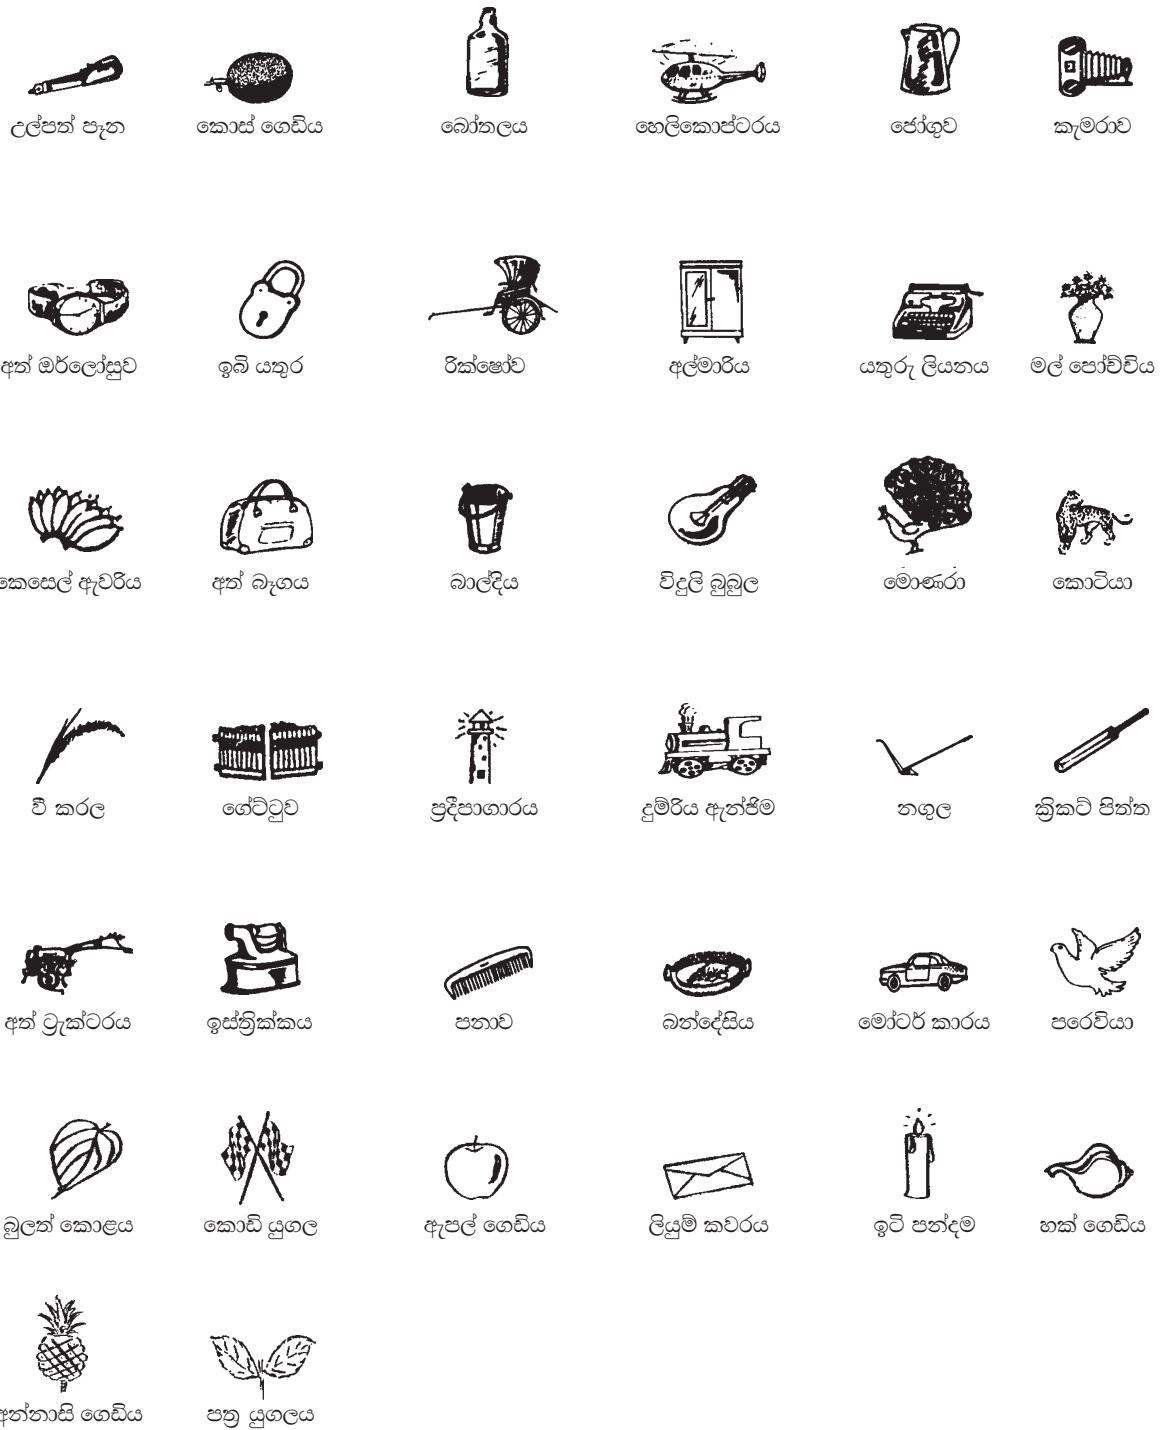 උල්පත් පෑන කොස් ගෙඩිය බෝතලය හෙලිකොප්ටරය ජෝගුව කැමරාව
අත් ඔර්ලෝසුව ඉබි යතුර රික්ෂෝව අල්මාරිය යතුරු ලියනය මල් පෝච්චිය
කෙසෙල් ඇවරිය අත් බෑගය බාල්දිය විදුලි බුබුල මොණරා කොටියා
වී කරල ගේට්ටුව ප්‍රදීපාගාරය දුම්රිය ඇන්ජිම නගුල ක්‍රිකට් පිත්ත
අත් ට්‍රැක්ටරය ඉස්ත්‍රික්කය පනාව බන්දේසිය මෝටර් කාරය පරෙවියා
බුලත් කොළය කොඩි යුගල ඇපල් ගෙඩිය ලියුම් කවරය ඉටි පන්දම හක් ගෙඩිය
අන්නාසි ගෙඩිය පත්‍ර යුගලය